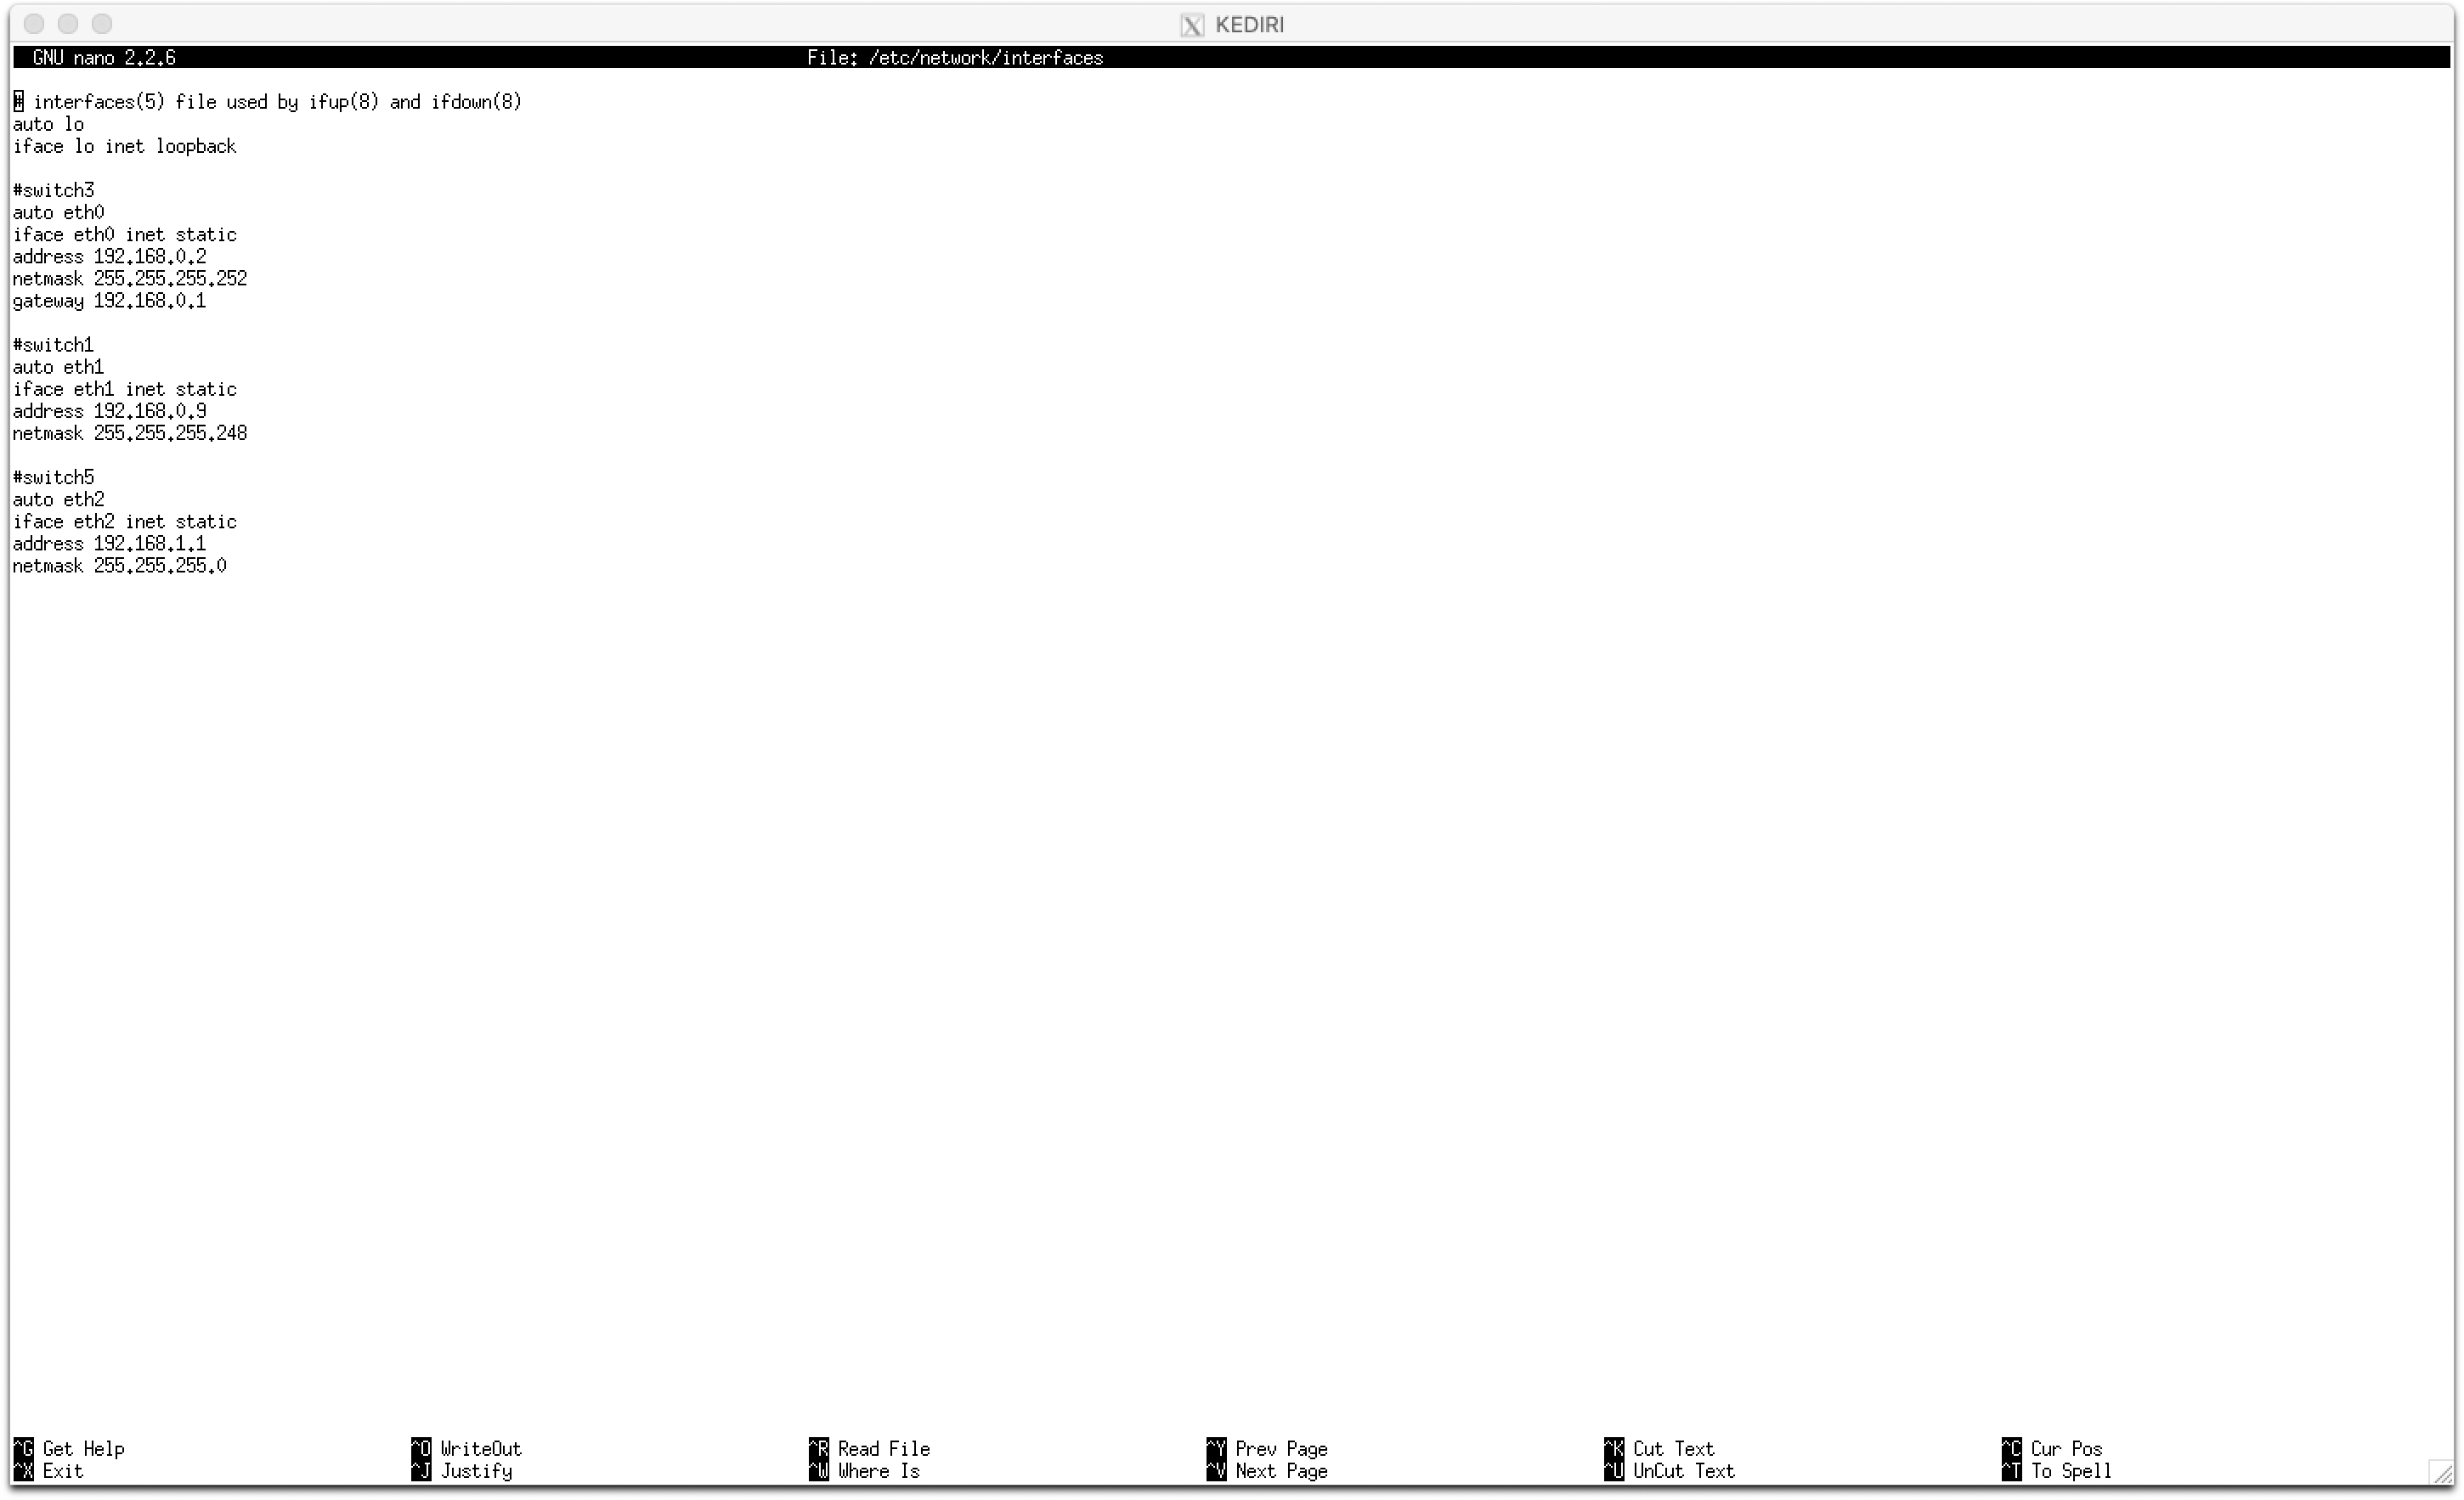 KEDIRI
GNU nano 2.2.6 File: /etc/network/interfaces
# interfaces(5) file used by ifup(8) and ifdown(8)
auto lo
iface lo inet loopback
#switch3
auto eth0
iface eth0 inet static
address 192.168.0.2
netmask 255.255.255.252
gateway 192.168.0.1
#switch1
auto eth1
iface eth1 inet static
address 192.168.0.9
netmask 255.255.255.248
#switch5
auto eth2
iface eth2 inet static
address 192.168.1.1
netmask 255.255.255.0
^G Get Help ^O WriteOut ^R Read File ^Y Prev Page ^K Cut Text ^C Cur Pos
^X Exit ^J Justify ^W Where Is ^V Next Page ^U UnCut Text ^T To Spell